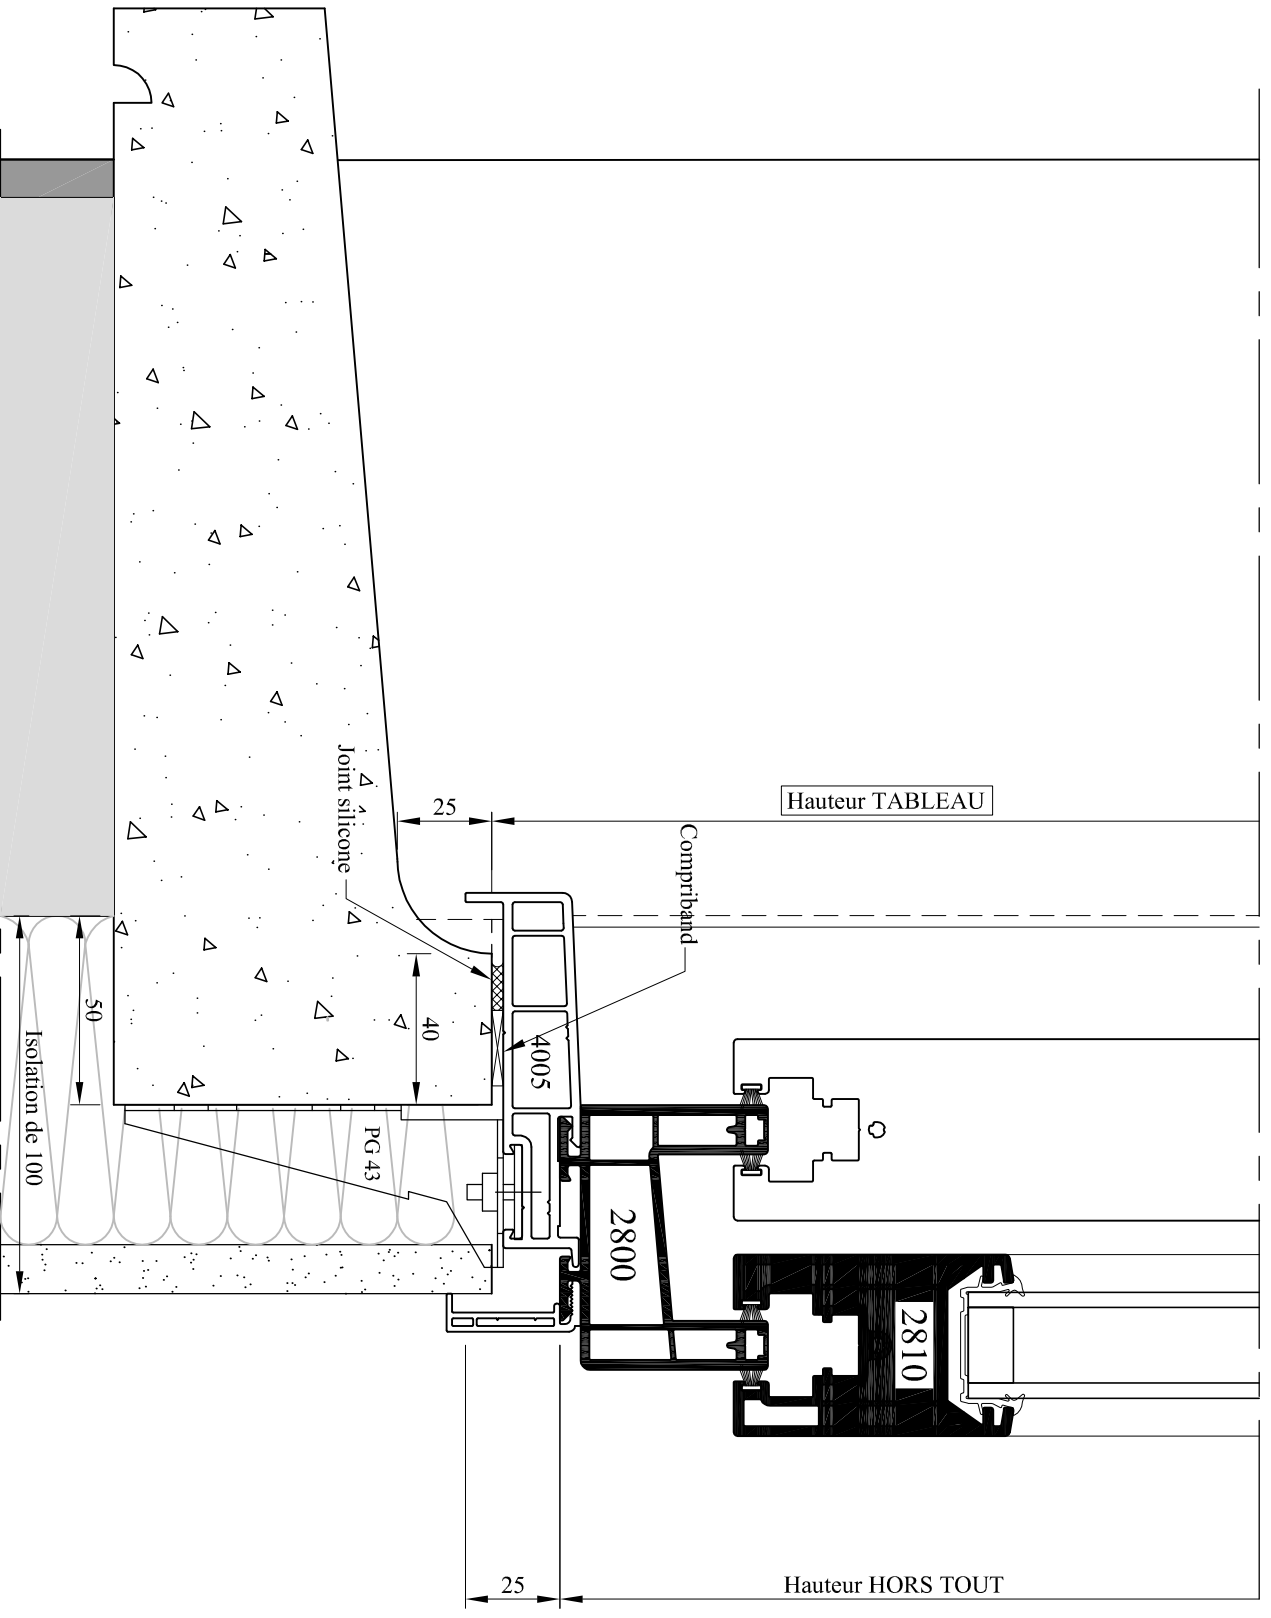 Hauteur TABLEAU
25
Joint silicone
Compriband
40
4005
50
Isolation de 100
PG 43
2800
2810
25
Hauteur HORS TOUT